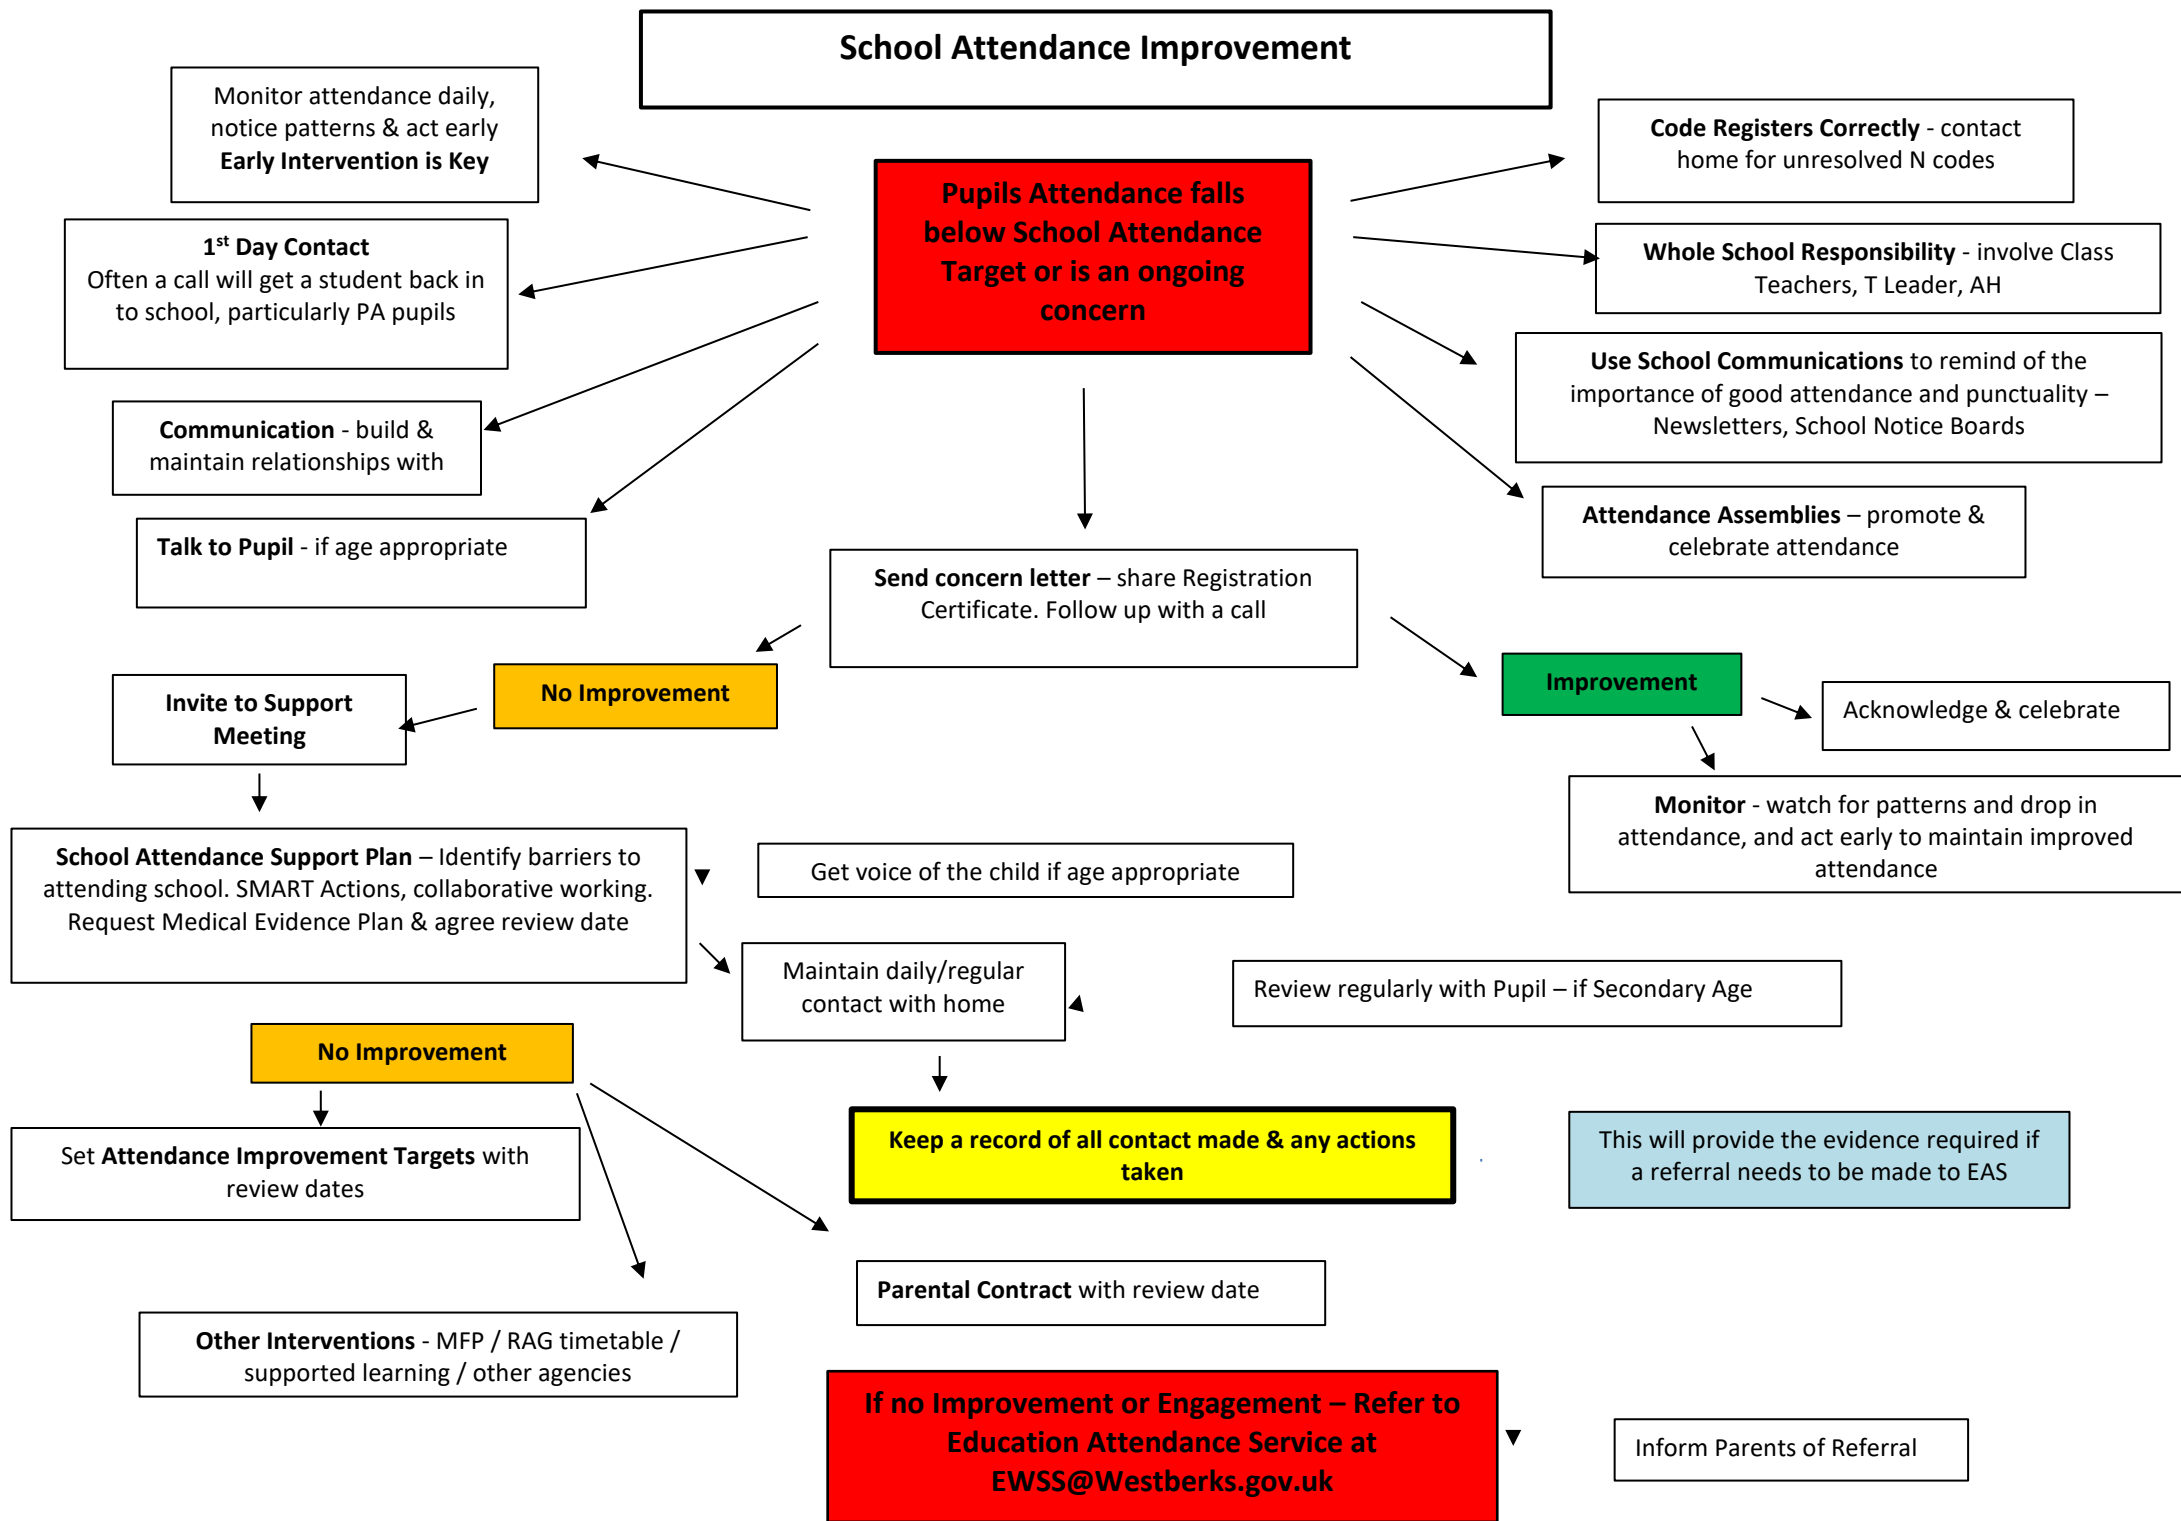 School Attendance Improvement
Monitor attendance daily,
notice patterns & act early
Early Intervention is Key
Code Registers Correctly - contact
home for unresolved N codes
Pupils Attendance falls
below School Attendance
Target or is an ongoing
concern
1st Day Contact
Often a call will get a student back in
to school, particularly PA pupils
Whole School Responsibility - involve Class
Teachers, T Leader, AH
Use School Communications to remind of the
importance of good attendance and punctuality –
Newsletters, School Notice Boards
Communication - build &
maintain relationships with
Attendance Assemblies – promote &
celebrate attendance
Talk to Pupil - if age appropriate
Send concern letter – share Registration
Certificate. Follow up with a call
No Improvement
Improvement
Invite to Support
Meeting
Acknowledge & celebrate
Monitor - watch for patterns and drop in
attendance, and act early to maintain improved
attendance
School Attendance Support Plan – Identify barriers to
attending school. SMART Actions, collaborative working.
Request Medical Evidence Plan & agree review date
Get voice of the child if age appropriate
Maintain daily/regular
contact with home
Review regularly with Pupil – if Secondary Age
No Improvement
Keep a record of all contact made & any actions
taken
This will provide the evidence required if
a referral needs to be made to EAS
Set Attendance Improvement Targets with
review dates
Parental Contract with review date
Other Interventions - MFP / RAG timetable /
supported learning / other agencies
If no Improvement or Engagement – Refer to
Education Attendance Service at
EWSS@Westberks.gov.uk
Inform Parents of Referral